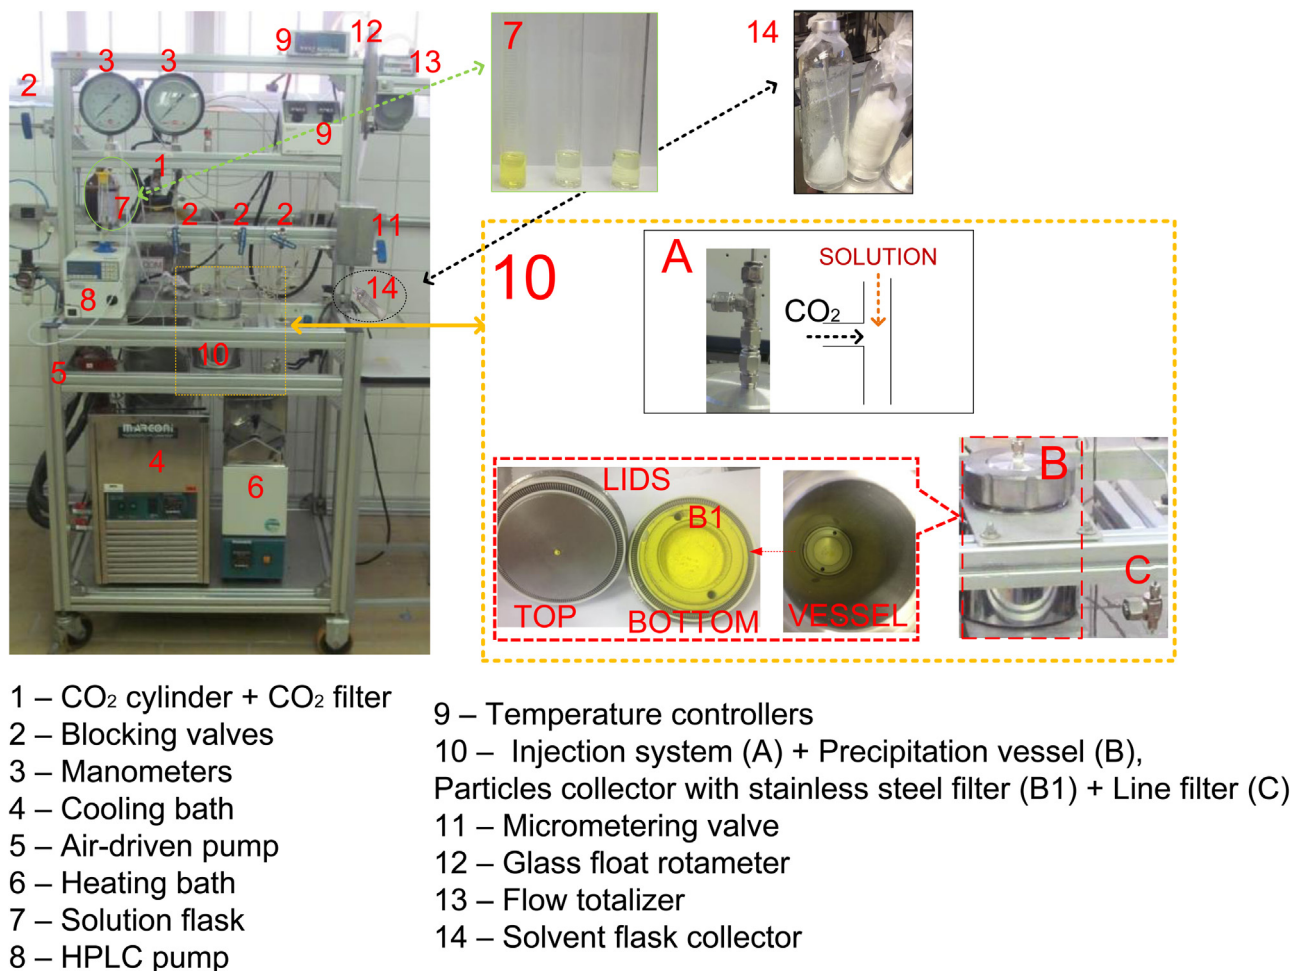 12
9
3
3
13
2
9
1
7
2
2
2
11
8
14
10
5
MARCONI
4
6
7
14
10
A
SOLUTION
CO2
LIDS
B1
TOP
BOTTOM
VESSEL
B
C
1 – CO2 cylinder + CO2 filter
2 – Blocking valves
3 – Manometers
4 – Cooling bath
5 – Air-driven pump
6 – Heating bath
7 – Solution flask
8 – HPLC pump
9 – Temperature controllers
10 – Injection system (A) + Precipitation vessel (B),
Particles collector with stainless steel filter (B1) + Line filter (C)
11 – Micrometering valve
12 – Glass float rotameter
13 – Flow totalizer
14 – Solvent flask collector